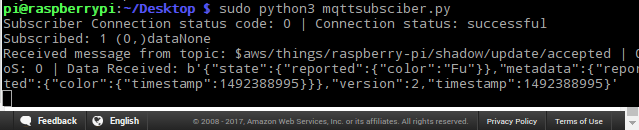 pi@raspberrypi:~/Desktop $ sudo python3 mqttsubsciber.py
Subscriber Connection status code: 0 | Connection status: successful
Subscribed: 1 (0,)dataNone
Received message from topic: $aws/things/raspberry-pi/shadow/update/accepted | Q
oS: 0 | Data Received: b'{"state":{"reported":{"color":"Fu"}},"metadata":{"repor
ted":{"color":{"timestamp":1492388995}}},"version":2,"timestamp":1492388995}'
Feedback English © 2008 - 2017, Amazon Web Services, Inc. or its affiliates. All rights reserved. Privacy Policy Terms of Use